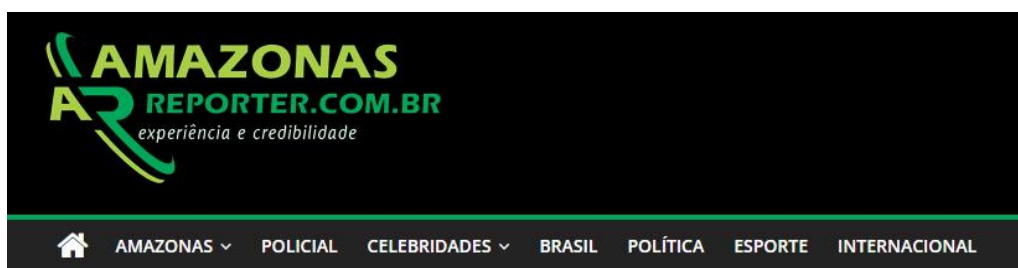 AMAZONAS
AR REPORTER.COM.BR
experiência e credibilidade
AMAZONAS POLICIAL CELEBRIDADES BRASIL POLÍTICA ESPORTE INTERNACIONAL